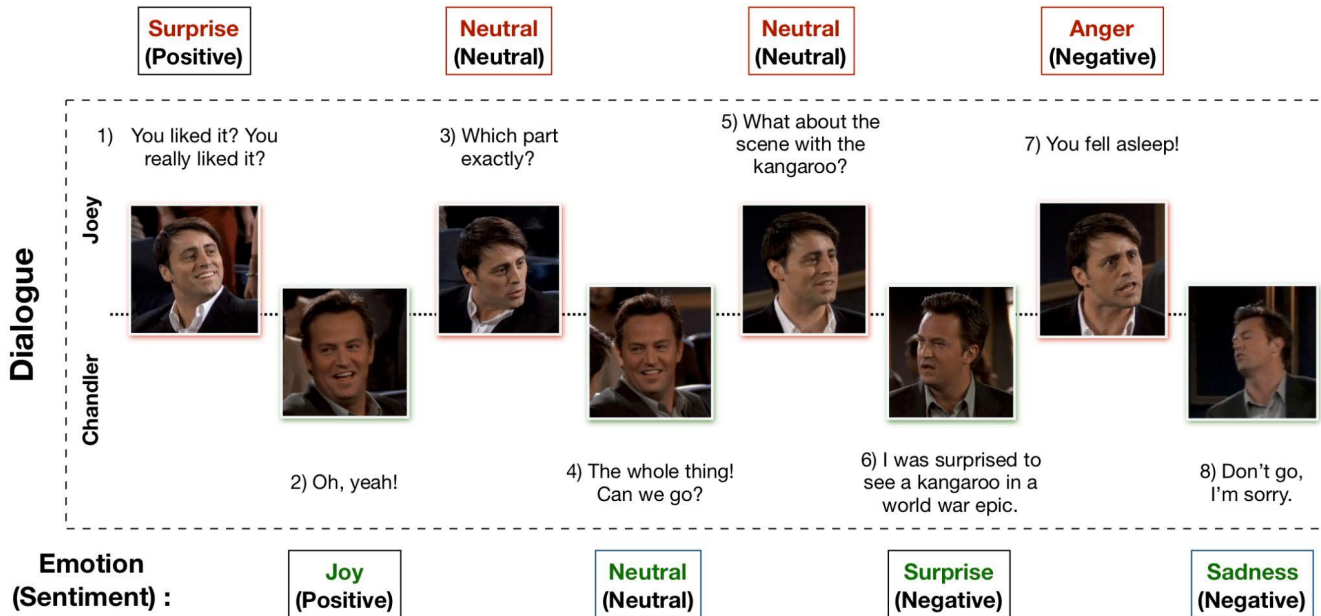 Surprise
(Positive)
Neutral
(Neutral)
Neutral
(Neutral)
Anger
(Negative)
Dialogue
Joey
Chandler
1) You liked it? You
really liked it?
2) Oh, yeah!
3) Which part
exactly?
4) The whole thing!
Can we go?
5) What about the
scene with the
kangaroo?
6) I was surprised to
see a kangaroo in a
world war epic.
7) You fell asleep!
8) Don’t go,
I’m sorry.
Emotion
(Sentiment) :
Joy
(Positive)
Neutral
(Neutral)
Surprise
(Negative)
Sadness
(Negative)